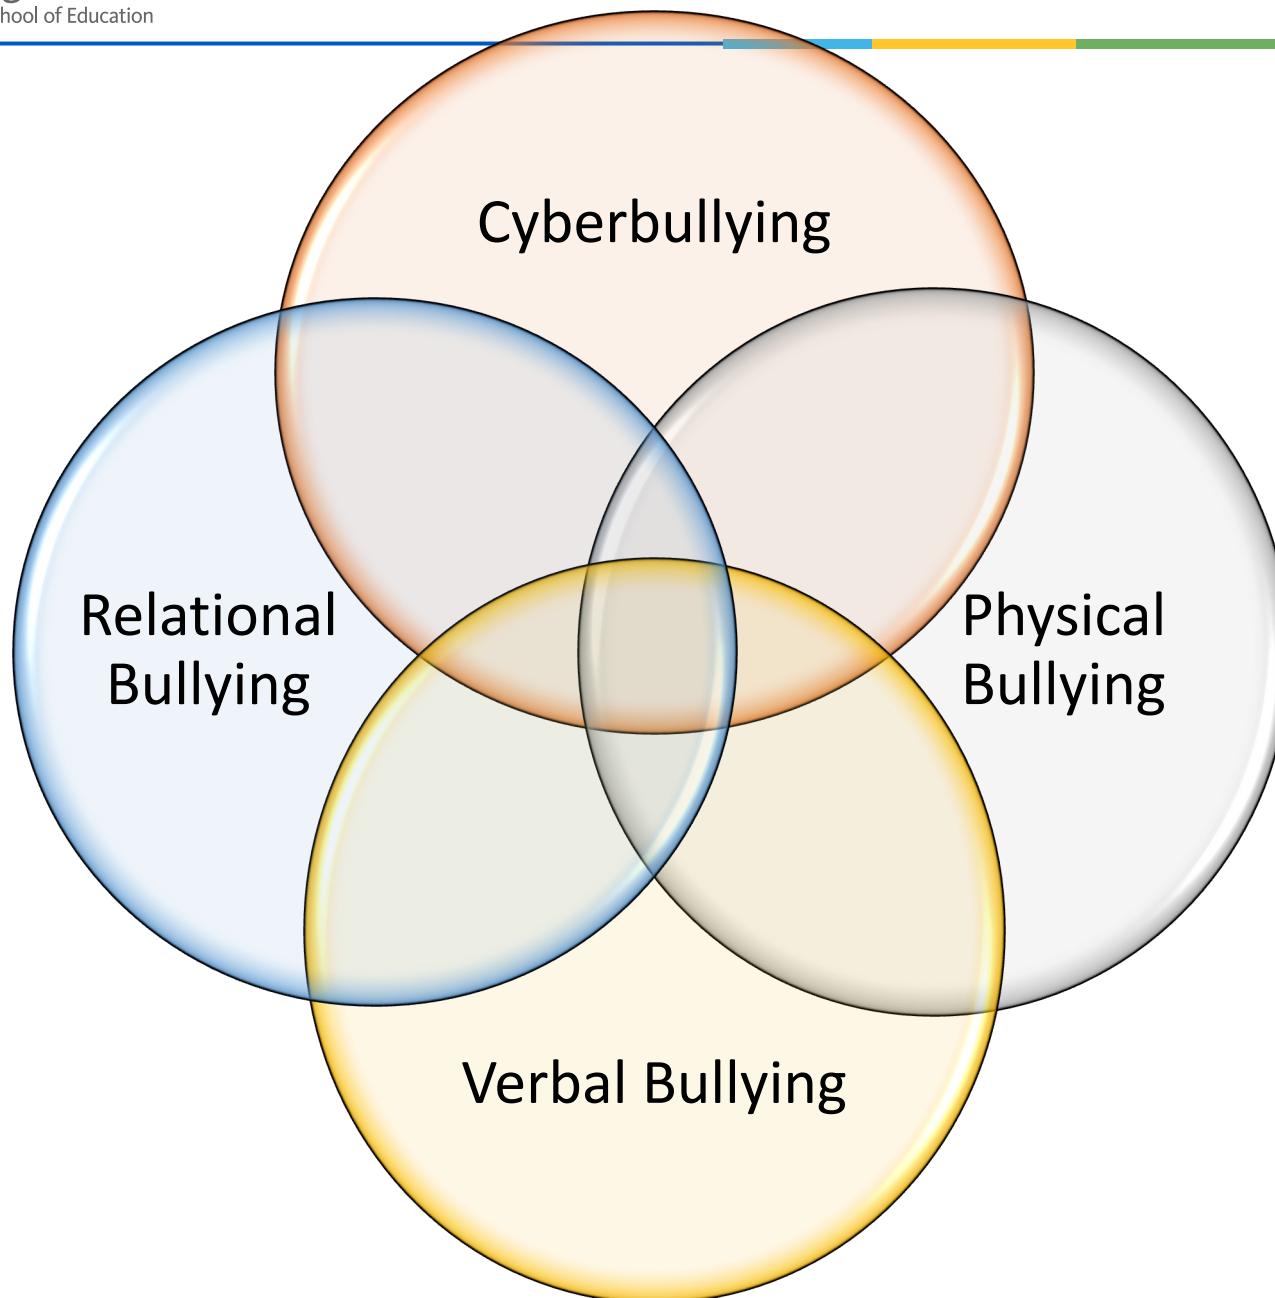 hool of Education
Cyberbullying
Relational
Bullying
Physical
Bullying
Verbal Bullying